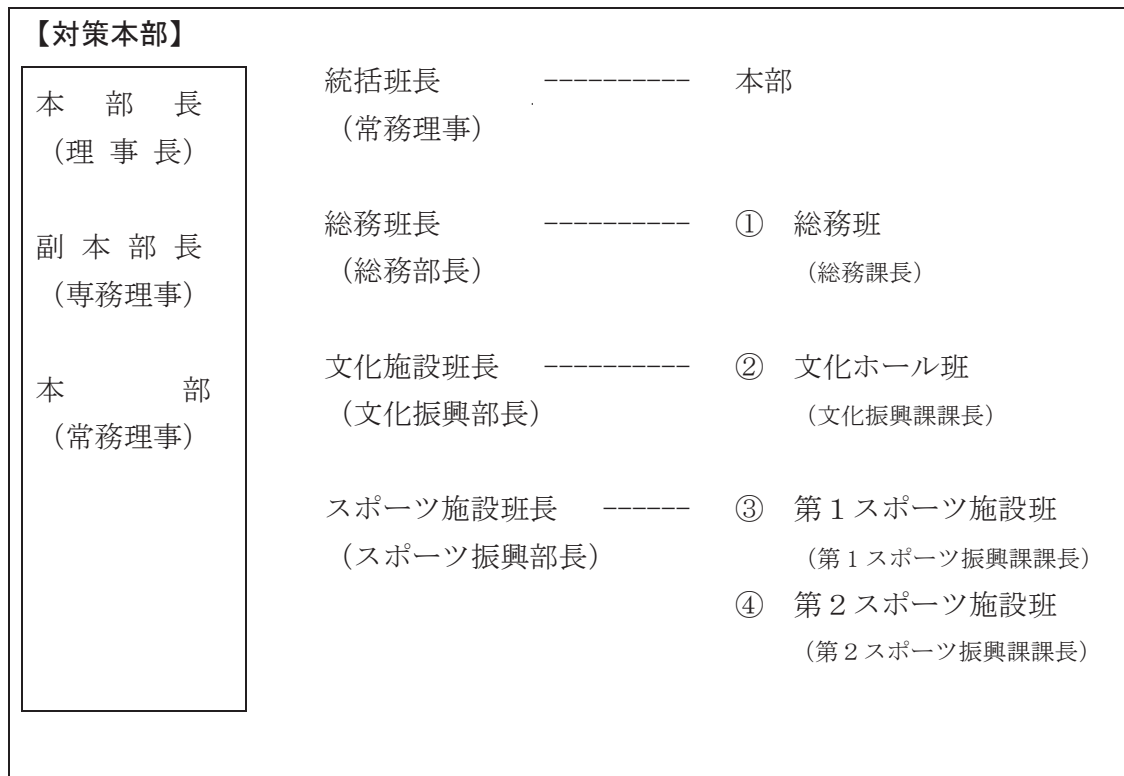 【対策本部】
本 部 長
(理 事 長)
副 本 部 長
(専務理事)
本 部
(常務理事)
統括班長 ---------- 本部
(常務理事)
総務班長 ---------- ① 総務班
(総務部長) (総務課長)
文化施設班長 ---------- ② 文化ホール班
(文化振興部長) (文化振興課課長)
スポーツ施設班長 ------ ③ 第1スポーツ施設班
(スポーツ振興部長) (第1スポーツ振興課課長)
④ 第2スポーツ施設班
(第2スポーツ振興課課長)